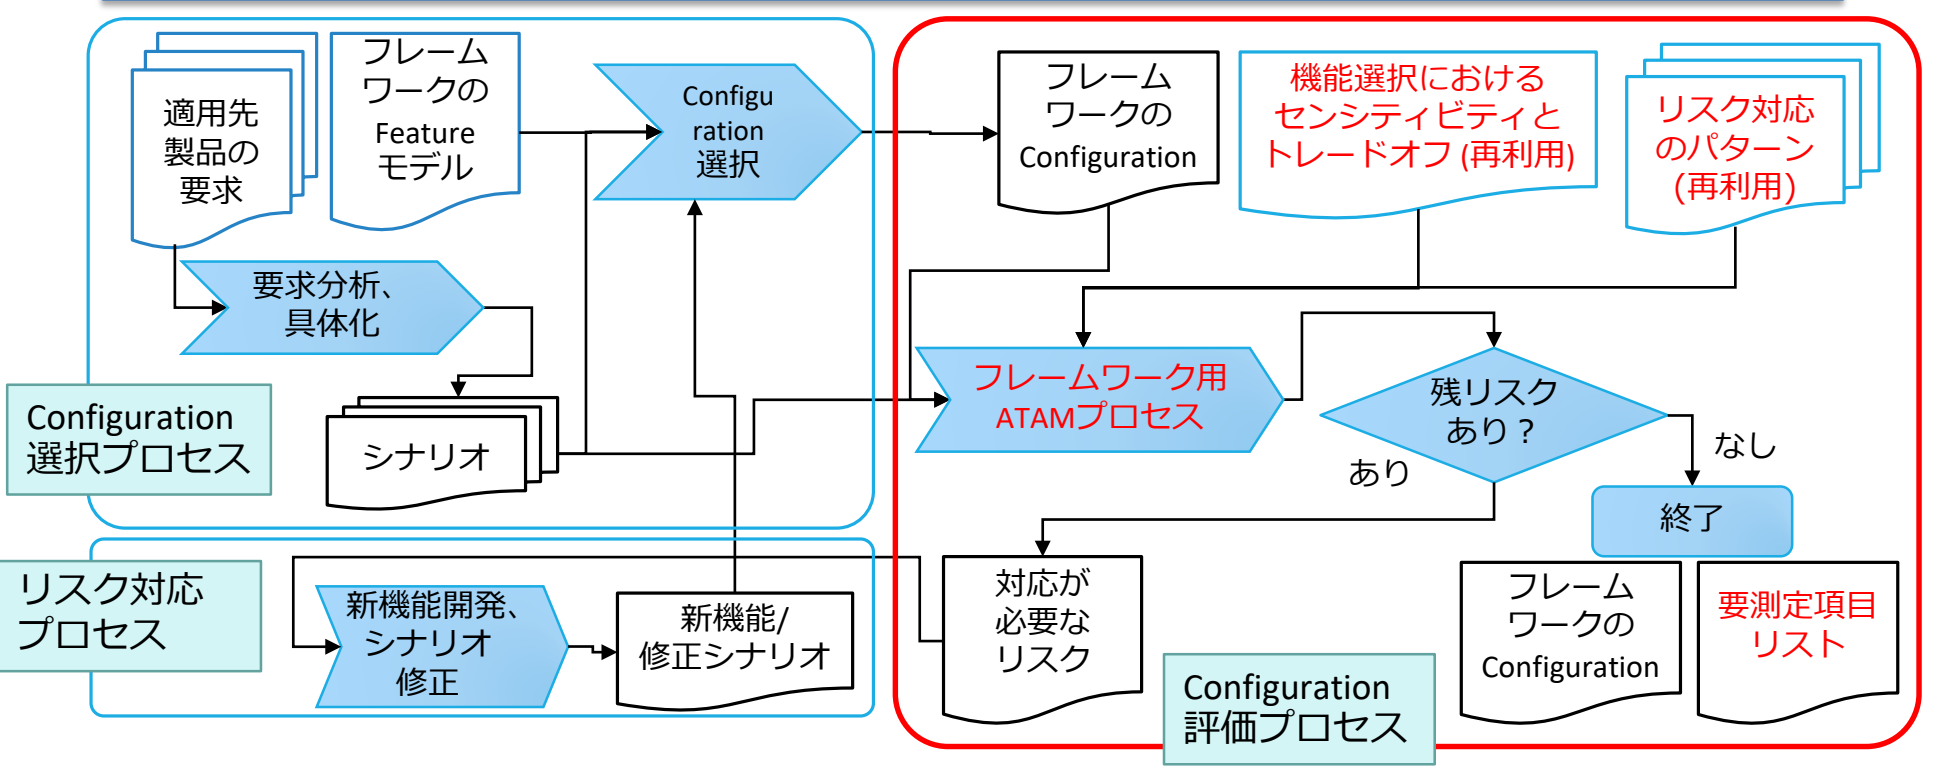 適用先
製品の
要求
フレーム
ワークの
Feature
モデル
Configu
ration
選択
要求分析、
具体化
シナリオ
Configuration
選択プロセス
フレーム
ワークの
Configuration
機能選択における
センシティビティと
トレードオフ (再利用)
リスク対応
のパターン
(再利用)
フレームワーク用
ATAMプロセス
残リスク
あり？
あり
なし
終了
リスク対応
プロセス
新機能開発、
シナリオ
修正
新機能/
修正シナリオ
対応が
必要な
リスク
フレーム
ワークの
Configuration
要測定項目
リスト
Configuration
評価プロセス